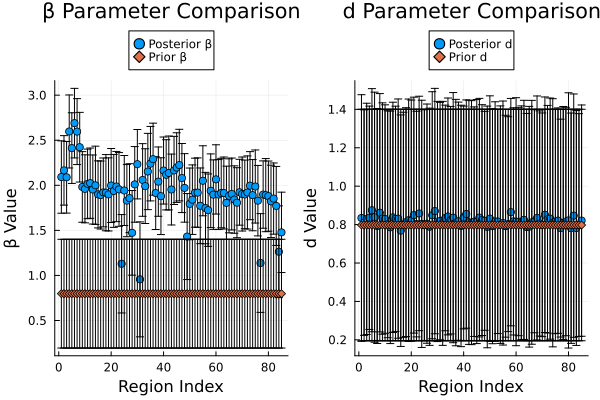 β Parameter Comparison
Posterior β
Prior β
3.0
2.5
2.0
1.5
1.0
0.5
β Value
0
20
40
60
80
Region Index
d Parameter Comparison
Posterior d
Prior d
1.4
1.2
1.0
0.8
0.6
0.4
0.2
d Value
0
20
40
60
80
Region Index